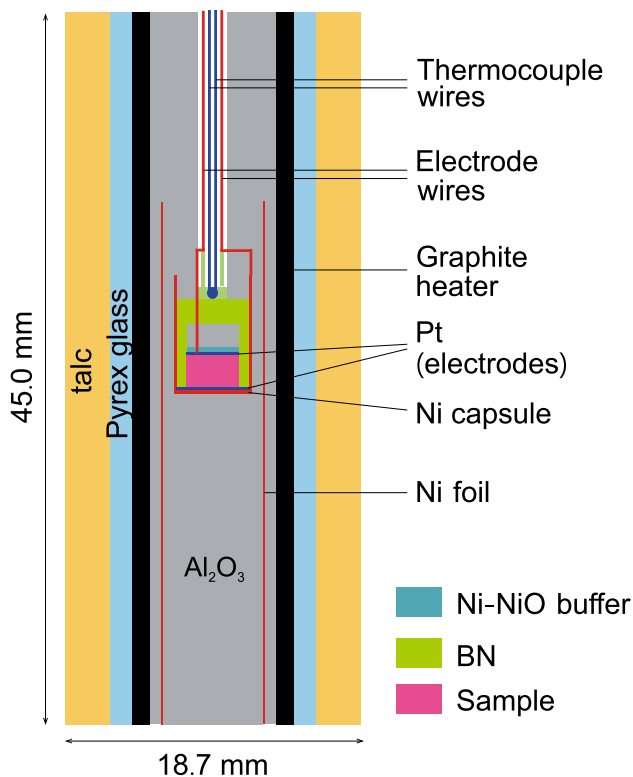 Thermocouple
wires
Electrode
wires
Graphite
heater
Pt
(electrodes)
Ni capsule
Ni foil
talc
Pyrex glass
45.0 mm
Al₂O₃
Ni-NiO buffer
BN
Sample
18.7 mm